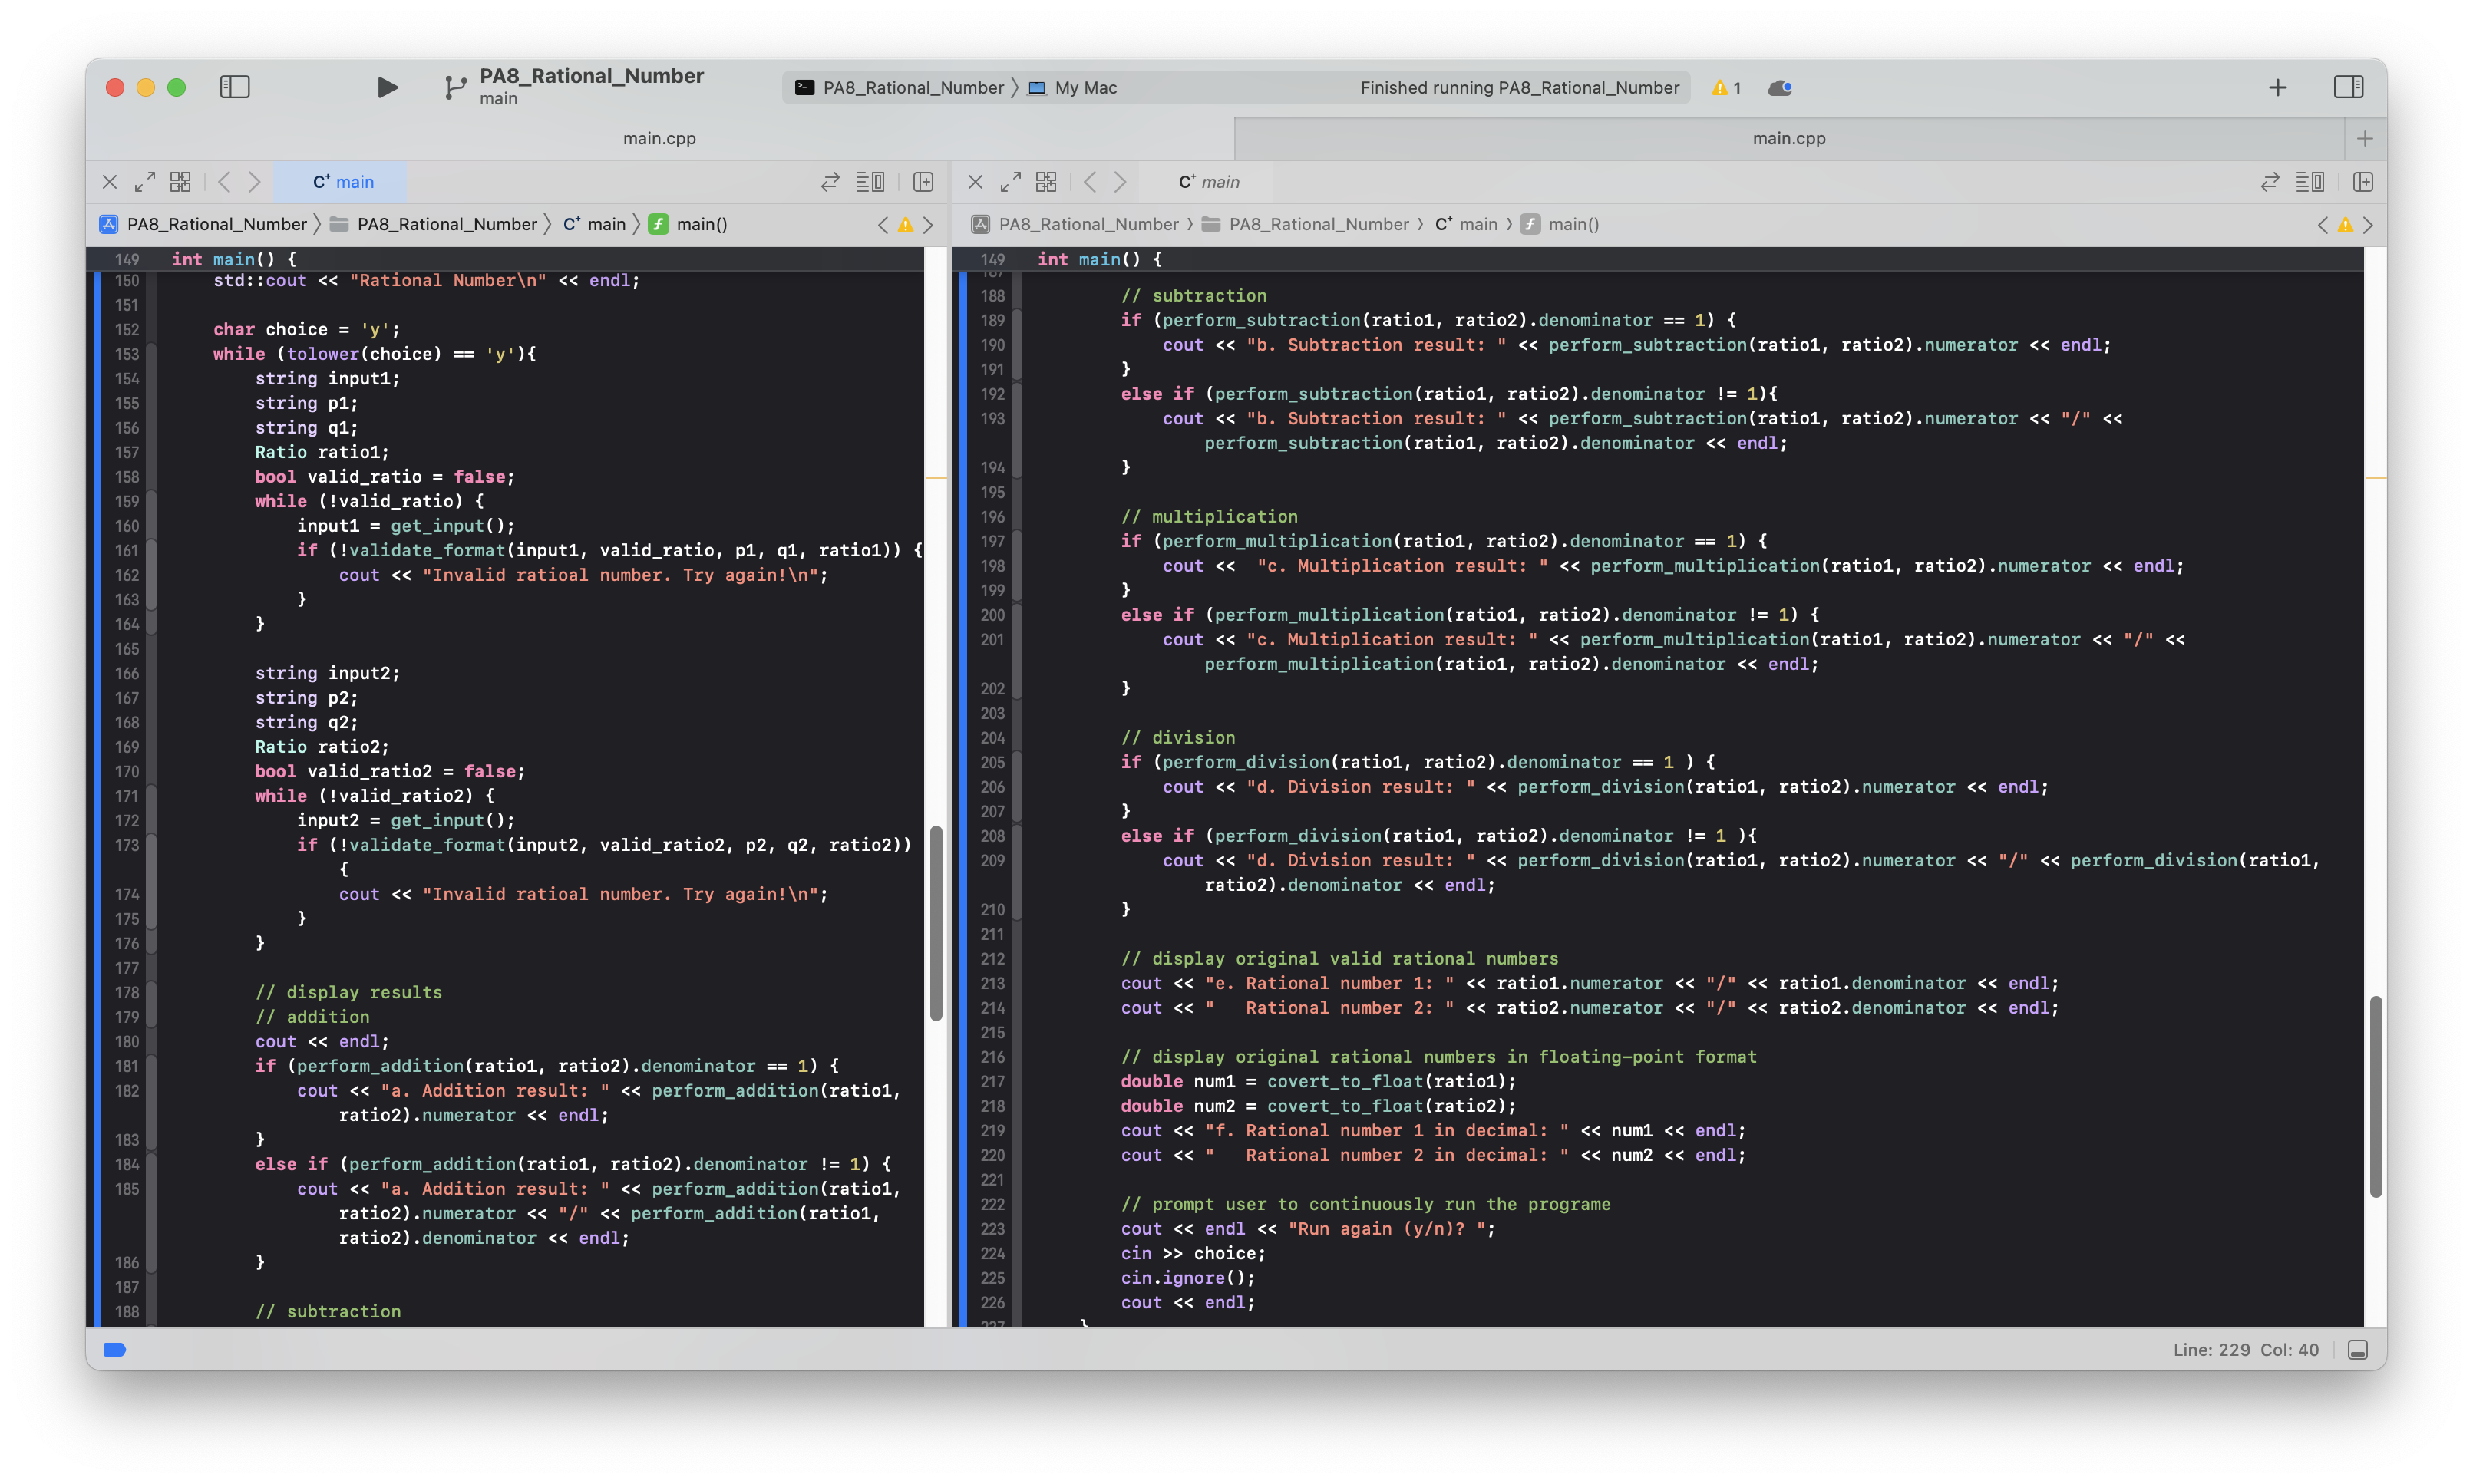 PA8_Rational_Number
main
PA8_Rational_Number
My Mac
Finished running PA8_Rational_Number
1
main.cpp
main.cpp
C+ main
PA8_Rational_Number
PA8_Rational_Number
C+ main
main()
149 int main() {
150     std::cout << "Rational Number\n" << endl;
151
152     char choice = 'y';
153     while (tolower(choice) == 'y'){
154         string input1;
155         string p1;
156         string q1;
157         Ratio ratio1;
158         bool valid_ratio = false;
159         while (!valid_ratio) {
160             input1 = get_input();
161             if (!validate_format(input1, valid_ratio, p1, q1, ratio1)) {
162                 cout << "Invalid ratioal number. Try again!\n";
163             }
164         }
165
166         string input2;
167         string p2;
168         string q2;
169         Ratio ratio2;
170         bool valid_ratio2 = false;
171         while (!valid_ratio2) {
172             input2 = get_input();
173             if (!validate_format(input2, valid_ratio2, p2, q2, ratio2))
{
174                 cout << "Invalid ratioal number. Try again!\n";
175             }
176         }
177
178         // display results
179         // addition
180         cout << endl;
181         if (perform_addition(ratio1, ratio2).denominator == 1) {
182             cout << "a. Addition result: " << perform_addition(ratio1,
ratio2).numerator << endl;
183         }
184         else if (perform_addition(ratio1, ratio2).denominator != 1) {
185             cout << "a. Addition result: " << perform_addition(ratio1,
ratio2).numerator << "/" << perform_addition(ratio1,
ratio2).denominator << endl;
186         }
187
188         // subtraction
C+ main
PA8_Rational_Number
PA8_Rational_Number
C+ main
main()
149 int main() {
187
188         // subtraction
189         if (perform_subtraction(ratio1, ratio2).denominator == 1) {
190             cout << "b. Subtraction result: " << perform_subtraction(ratio1, ratio2).numerator << endl;
191         }
192         else if (perform_subtraction(ratio1, ratio2).denominator != 1){
193             cout << "b. Subtraction result: " << perform_subtraction(ratio1, ratio2).numerator << "/" <<
perform_subtraction(ratio1, ratio2).denominator << endl;
194         }
195
196         // multiplication
197         if (perform_multiplication(ratio1, ratio2).denominator == 1) {
198             cout <<  "c. Multiplication result: " << perform_multiplication(ratio1, ratio2).numerator << endl;
199         }
200         else if (perform_multiplication(ratio1, ratio2).denominator != 1) {
201             cout << "c. Multiplication result: " << perform_multiplication(ratio1, ratio2).numerator << "/" <<
perform_multiplication(ratio1, ratio2).denominator << endl;
202         }
203
204         // division
205         if (perform_division(ratio1, ratio2).denominator == 1 ) {
206             cout << "d. Division result: " << perform_division(ratio1, ratio2).numerator << endl;
207         }
208         else if (perform_division(ratio1, ratio2).denominator != 1 ){
209             cout << "d. Division result: " << perform_division(ratio1, ratio2).numerator << "/" << perform_division(ratio1,
ratio2).denominator << endl;
210         }
211
212         // display original valid rational numbers
213         cout << "e. Rational number 1: " << ratio1.numerator << "/" << ratio1.denominator << endl;
214         cout << "   Rational number 2: " << ratio2.numerator << "/" << ratio2.denominator << endl;
215
216         // display original rational numbers in floating-point format
217         double num1 = covert_to_float(ratio1);
218         double num2 = covert_to_float(ratio2);
219         cout << "f. Rational number 1 in decimal: " << num1 << endl;
220         cout << "   Rational number 2 in decimal: " << num2 << endl;
221
222         // prompt user to continuously run the programe
223         cout << endl << "Run again (y/n)? ";
224         cin >> choice;
225         cin.ignore();
226         cout << endl;
227     }
Line: 229 Col: 40